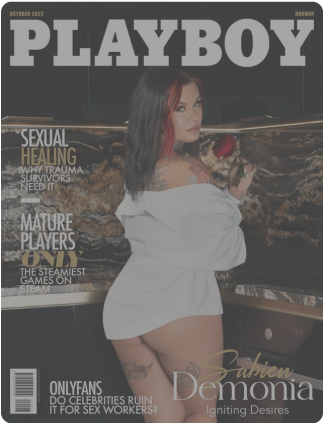 OCTOBER 2023
NORWAY
PLAYBOY
SEXUAL
HEALING
WHY TRAUMA
SURVIVORS
NEED IT
MATURE
PLAYERS
ONLY
THE STEAMIEST
GAMES ON
STEAM
ONLYFANS
DO CELEBRITIES RUIN
IT FOR SEX WORKERS?
Sabien
Demonia
Igniting Desires